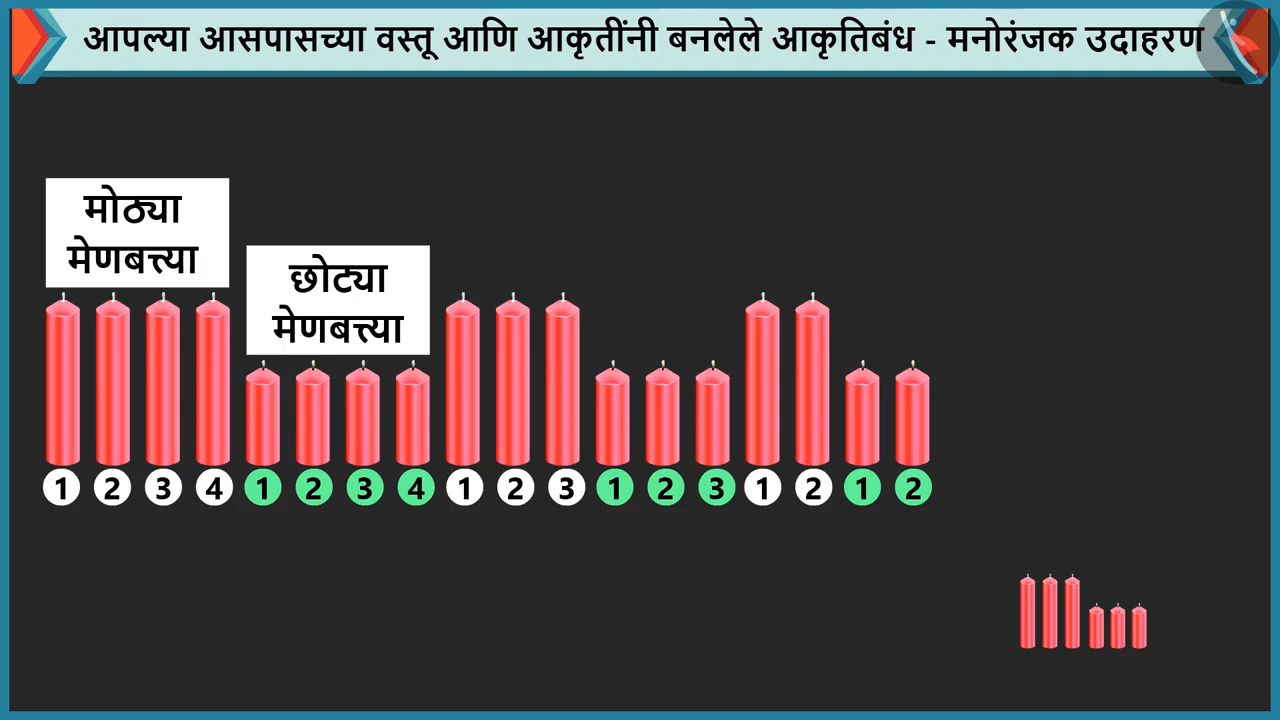 आपल्या आसपासच्या वस्तू आणि आकृतींनी बनलेले आकृतिबंध - मनोरंजक उदाहरण
मोठ्या
मेणबत्त्या
छोट्या
मेणबत्त्या
1 2 3 4 1 2 3 4 1 2 3 1 2 3 1 2 1 2